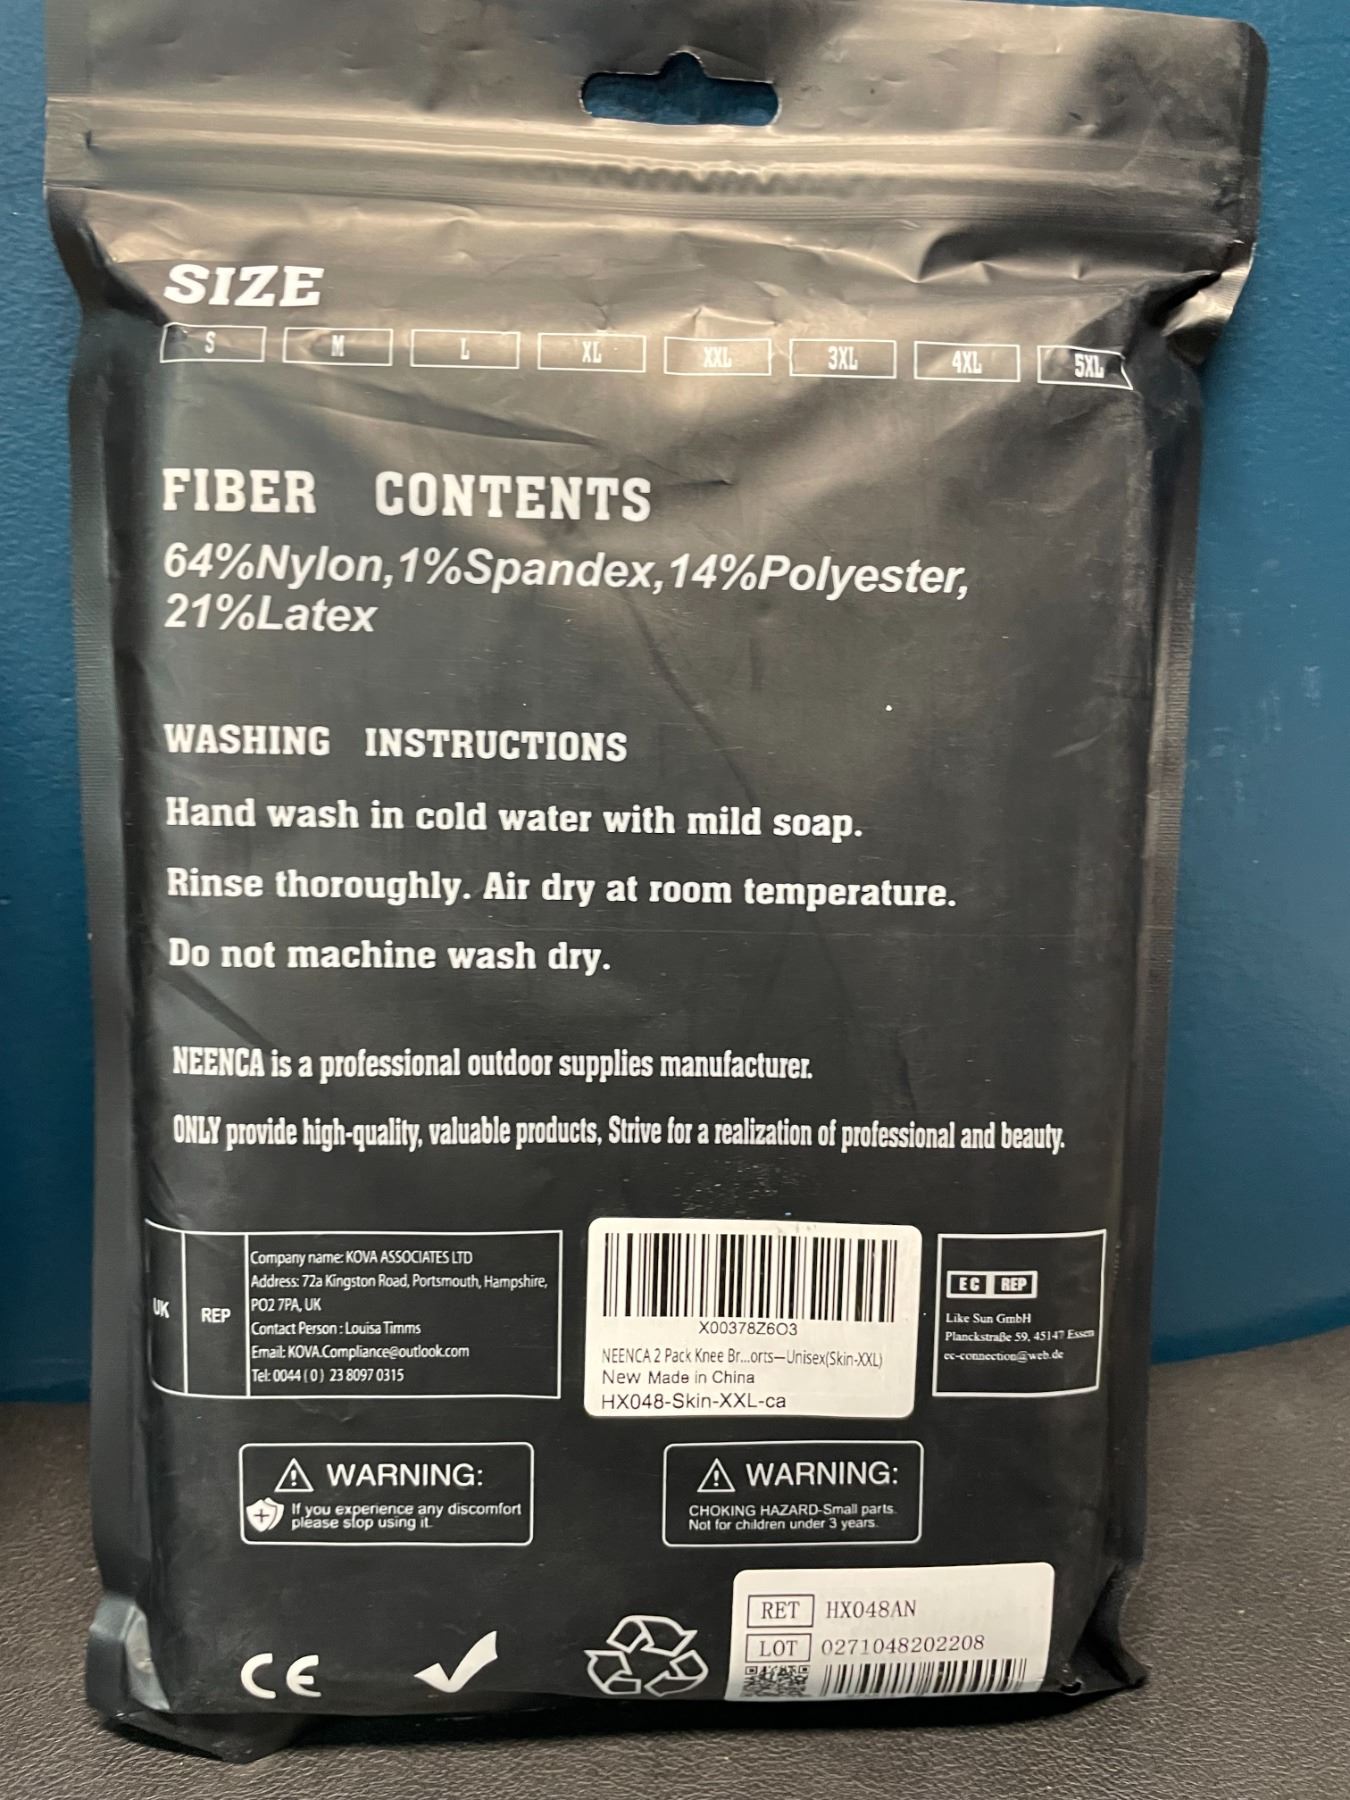 SIZE
S M L XL XXL 3XL 4XL 5XL
FIBER CONTENTS
64%Nylon,1%Spandex,14%Polyester,
21%Latex
WASHING INSTRUCTIONS
Hand wash in cold water with mild soap.
Rinse thoroughly. Air dry at room temperature.
Do not machine wash dry.
NEENCA is a professional outdoor supplies manufacturer.
ONLY provide high-quality, valuable products, Strive for a realization of professional and beauty.
UK REP
Company name: KOVA ASSOCIATES LTD
Address: 72a Kingston Road, Portsmouth, Hampshire,
PO2 7PA, UK
Contact Person : Louisa Timms
Email: KOVA.Compliance@outlook.com
Tel: 0044 ( 0 ) 23 8097 0315
X00378Z6O3
NEENCA 2 Pack Knee Br...orts—Unisex(Skin-XXL)
New Made in China
HX048-Skin-XXL-ca
EC REP
Like Sun GmbH
Planckstraße 59, 45147 Essen
ec-connection@web.de
WARNING:
If you experience any discomfort
please stop using it.
WARNING:
CHOKING HAZARD-Small parts.
Not for children under 3 years.
CE
RET HX048AN
LOT 0271048202208